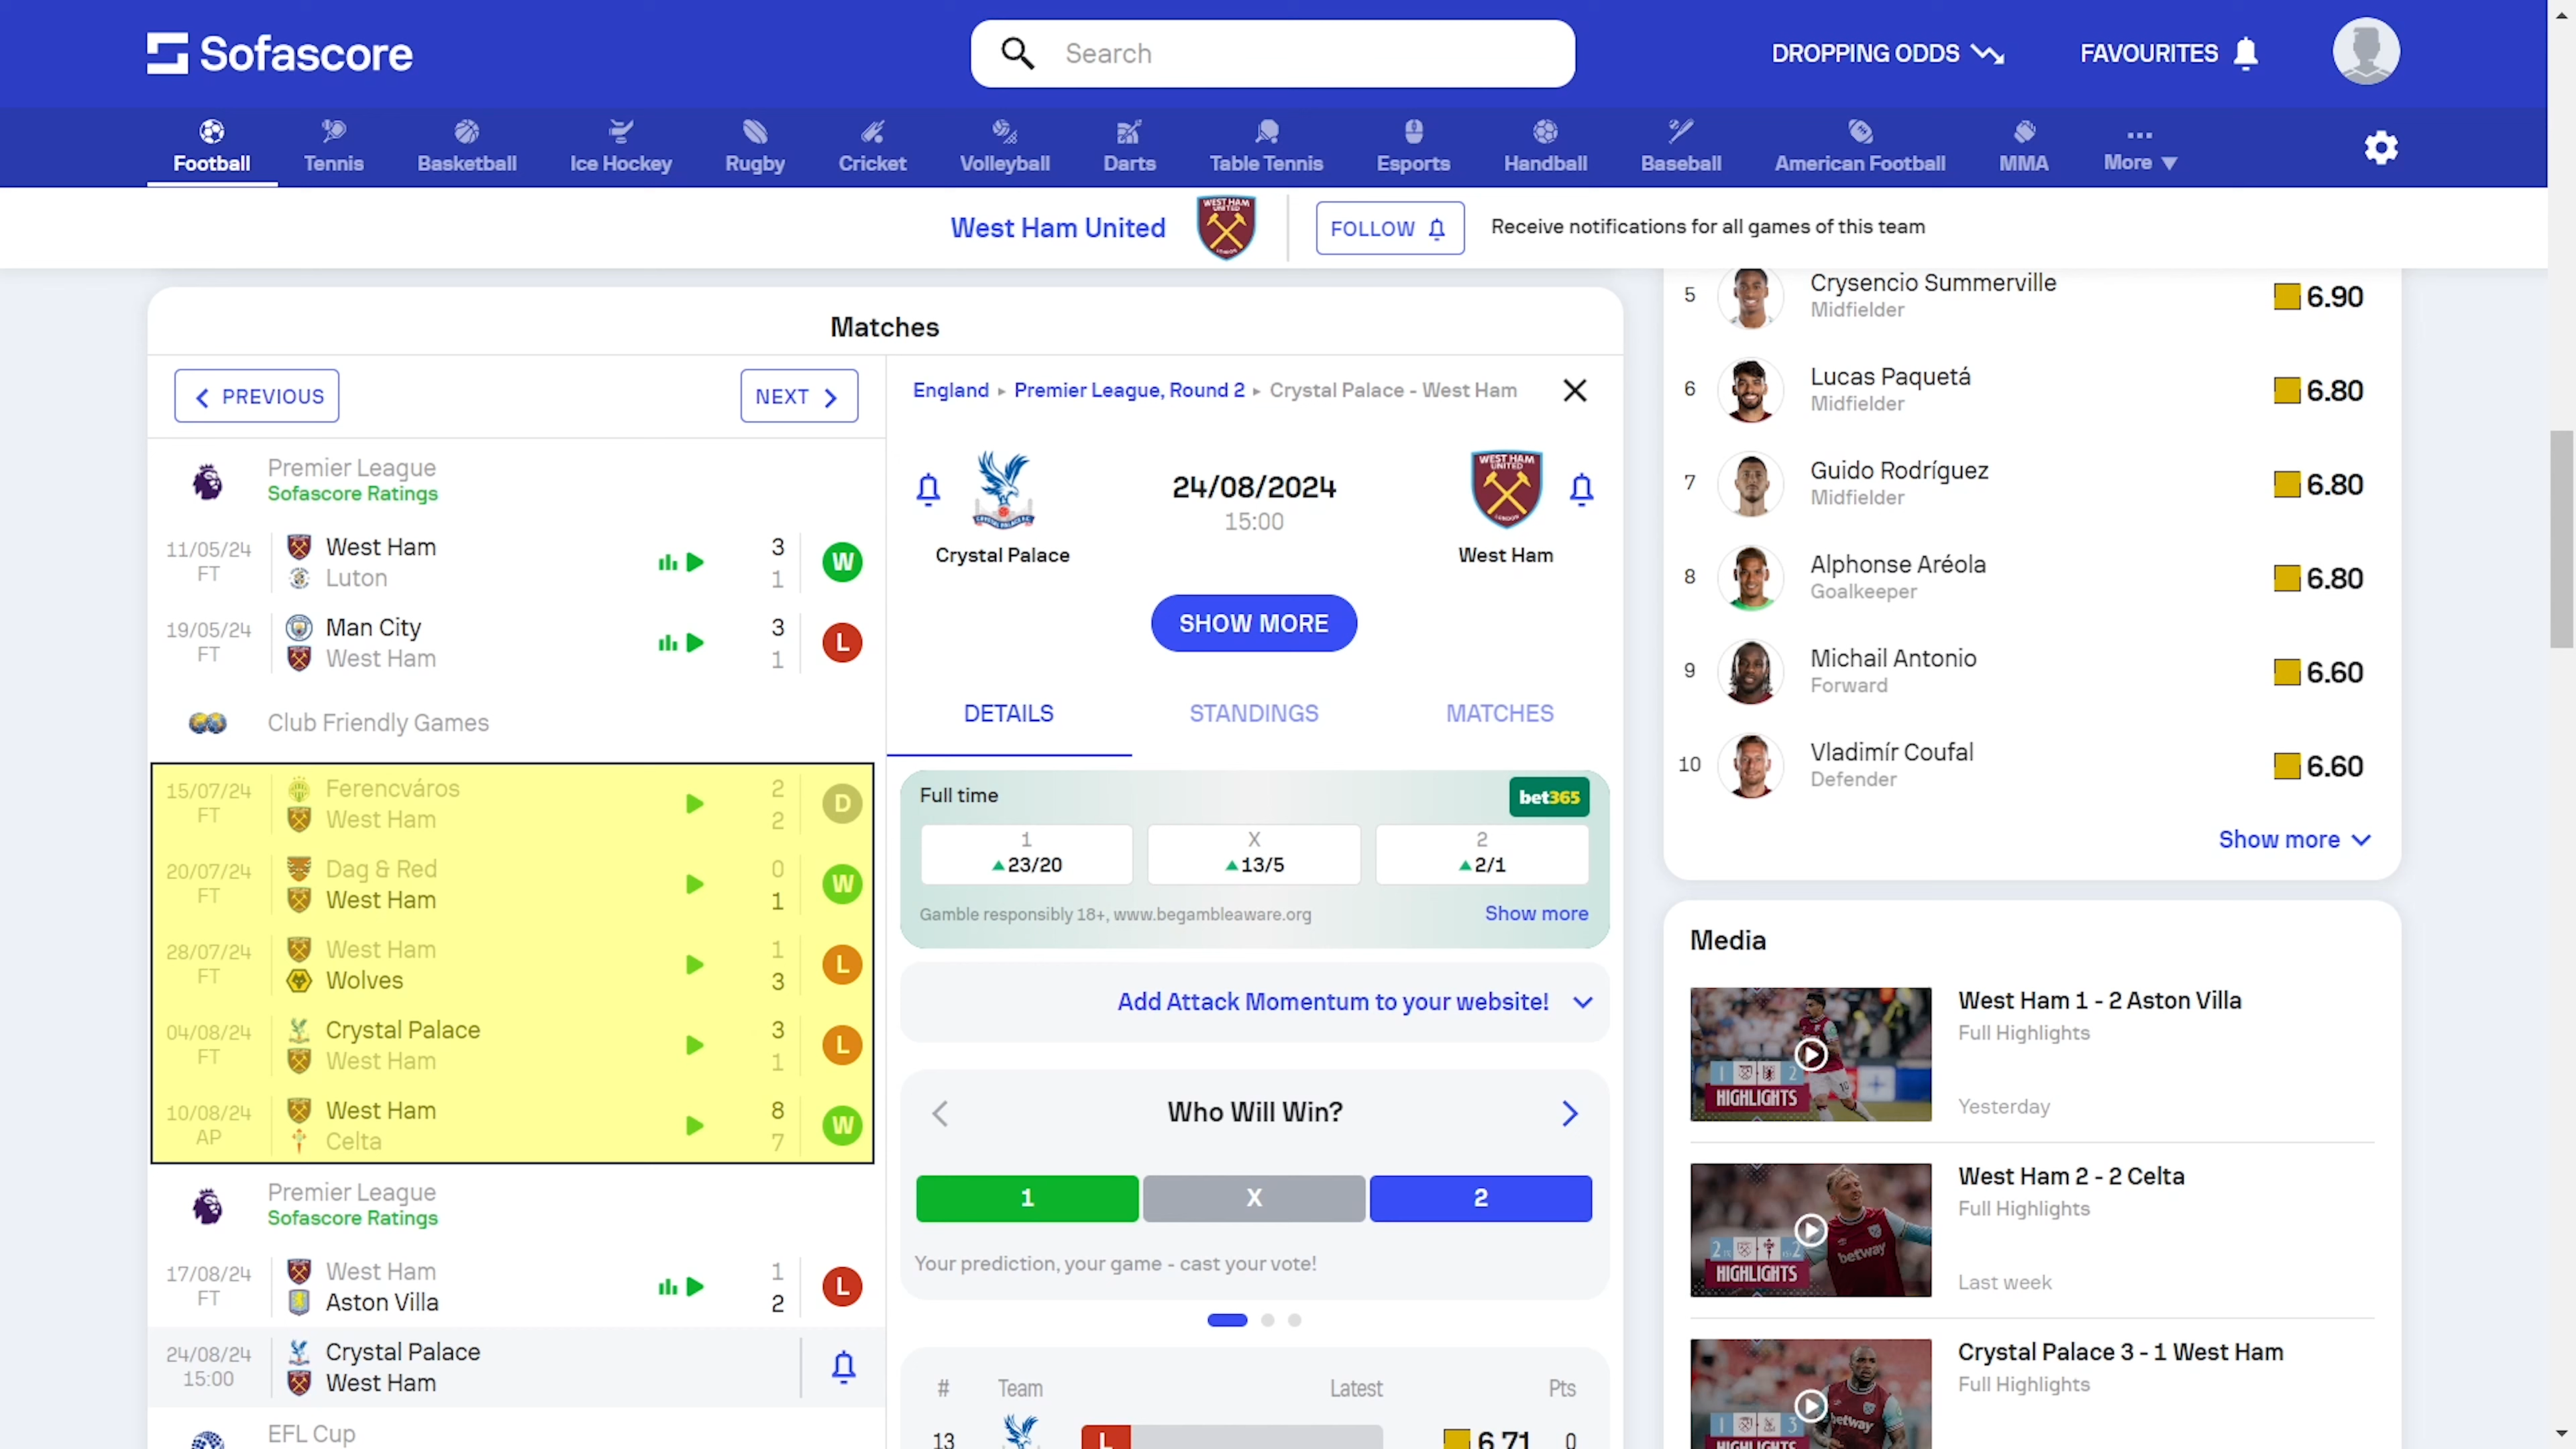 Sofascore
Search
DROPPING ODDS
FAVOURITES
Football
Tennis
Basketball
Ice Hockey
Rugby
Cricket
Volleyball
Darts
Table Tennis
Esports
Handball
Baseball
American Football
MMA
More
West Ham United
FOLLOW
Receive notifications for all games of this team
Matches
PREVIOUS
NEXT
Premier League
Sofascore Ratings
11/05/24 West Ham 3 W
FT Luton 1
19/05/24 Man City 3 L
FT West Ham 1
Club Friendly Games
15/07/24 Ferencváros 2 D
FT West Ham 2
20/07/24 Dag & Red 0 W
FT West Ham 1
28/07/24 West Ham 1 L
FT Wolves 3
04/08/24 Crystal Palace 3 L
FT West Ham 1
10/08/24 West Ham 8 W
AP Celta 7
Premier League
Sofascore Ratings
17/08/24 West Ham 1 L
FT Aston Villa 2
24/08/24 Crystal Palace
15:00 West Ham
EFL Cup
England ▸ Premier League, Round 2 ▸ Crystal Palace - West Ham
24/08/2024
15:00
Crystal Palace
WEST HAM UNITED LONDON
West Ham
SHOW MORE
DETAILS
STANDINGS
MATCHES
Full time
bet365
1 X 2
23/20 13/5 2/1
Gamble responsibly 18+, www.begambleaware.org
Show more
Add Attack Momentum to your website!
Who Will Win?
1 X 2
Your prediction, your game - cast your vote!
# Team Latest Pts
13 L 6.71 0
5 Crysencio Summerville 6.90
Midfielder
6 Lucas Paquetá 6.80
Midfielder
7 Guido Rodríguez 6.80
Midfielder
8 Alphonse Aréola 6.80
Goalkeeper
9 Michail Antonio 6.60
Forward
10 Vladimír Coufal 6.60
Defender
Show more
Media
West Ham 1 - 2 Aston Villa
Full Highlights
Yesterday
1 2
HIGHLIGHTS
West Ham 2 - 2 Celta
Full Highlights
Last week
2 2
HIGHLIGHTS
betway
Crystal Palace 3 - 1 West Ham
Full Highlights
1 3
HIGHLIGHTS
betway